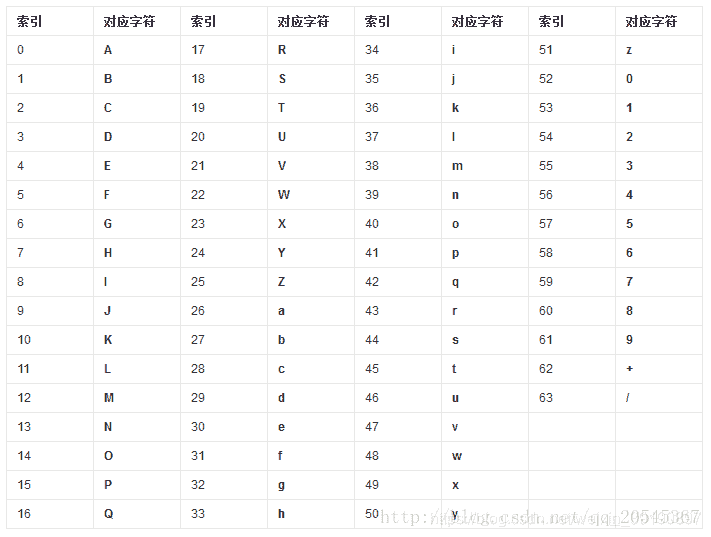 索引 对应字符 索引 对应字符 索引 对应字符 索引 对应字符
0 A 17 R 34 i 51 z
1 B 18 S 35 j 52 0
2 C 19 T 36 k 53 1
3 D 20 U 37 l 54 2
4 E 21 V 38 m 55 3
5 F 22 W 39 n 56 4
6 G 23 X 40 o 57 5
7 H 24 Y 41 p 58 6
8 I 25 Z 42 q 59 7
9 J 26 a 43 r 60 8
10 K 27 b 44 s 61 9
11 L 28 c 45 t 62 +
12 M 29 d 46 u 63 /
13 N 30 e 47 v
14 O 31 f 48 w
15 P 32 g 49 x
16 Q 33 h 50 y
http://blog.csdn.net/qq_20545367